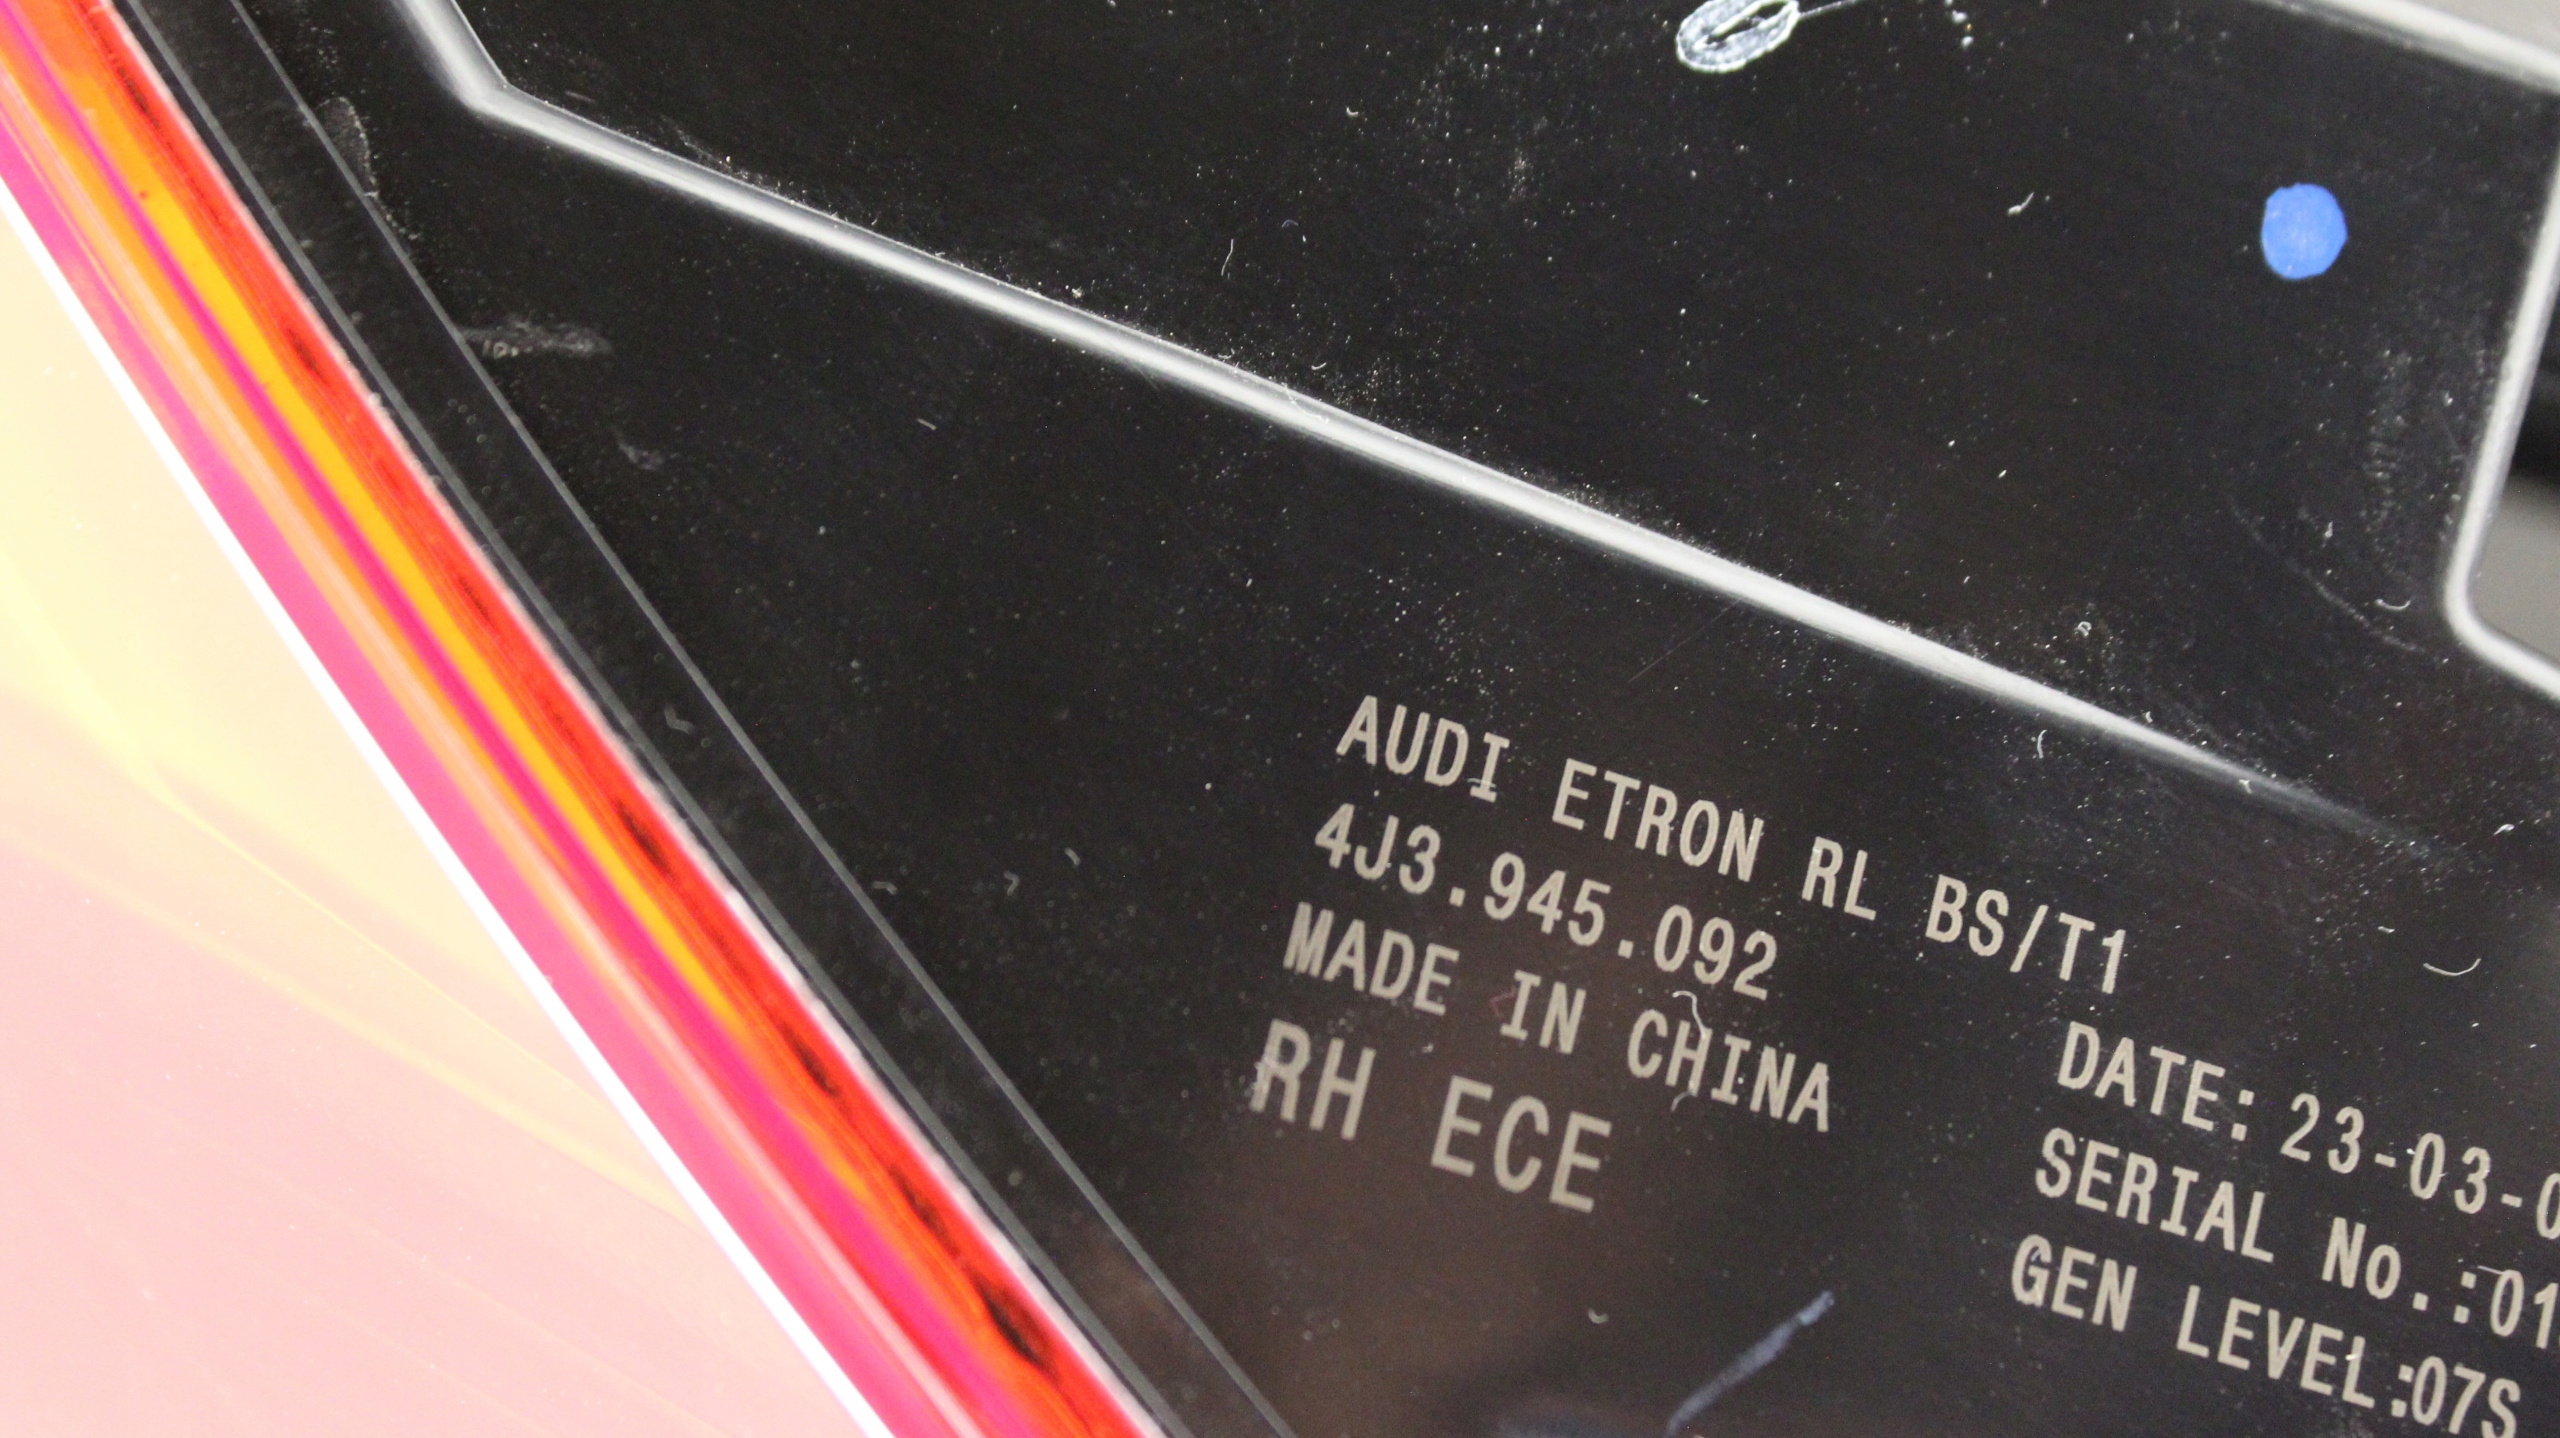 AUDI ETRON RL BS/T1
4J3.945.092
MADE IN CHINA
RH ECE
DATE: 23-03-0
SERIAL No.:01
GEN LEVEL:07S